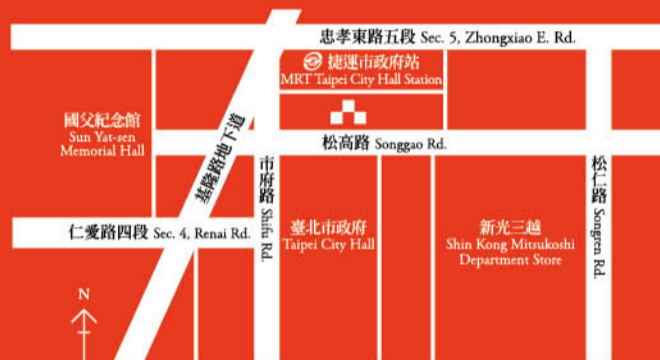 忠孝東路五段 Sec. 5, Zhongxiao E. Rd.
捷運市政府站
MRT Taipei City Hall Station
國父紀念館
Sun Yat-sen
Memorial Hall
基隆路地下道
松高路 Songgao Rd.
市府路 Shifu Rd.
松仁路 Songren Rd.
仁愛路四段 Sec. 4, Renai Rd.
臺北市政府
Taipei City Hall
新光三越
Shin Kong Mitsukoshi
Department Store
N